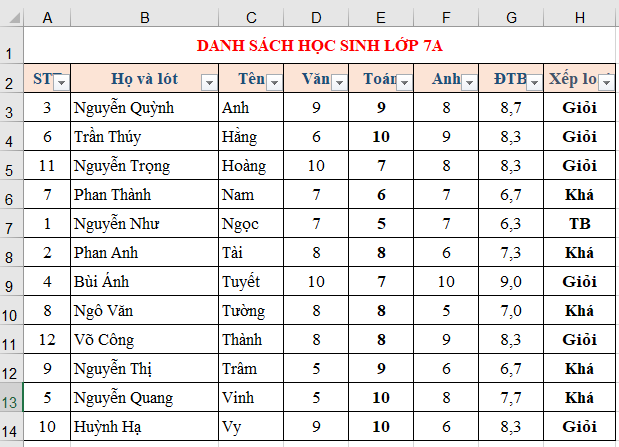 A B C D E F G H
1 DANH SÁCH HỌC SINH LỚP 7A
2 Họ và lót Tên Văn Toán Anh ĐTB Xếp
3 3 Nguyễn Quỳnh Anh 9 9 8 8,7 Giỏi
4 6 Trần Thúy Hằng 6 10 9 8,3 Giỏi
5 11 Nguyễn Trọng Hoàng 10 7 8 8,3 Giỏi
6 7 Phan Thành Nam 7 6 7 6,7 Khá
7 1 Nguyễn Như Ngọc 7 5 7 6,3 TB
8 2 Phan Anh Tài 8 8 6 7,3 Khá
9 4 Bùi Ánh Tuyết 10 7 10 9,0 Giỏi
10 8 Ngô Văn Tường 8 8 5 7,0 Khá
11 12 Võ Công Thành 8 8 9 8,3 Giỏi
12 9 Nguyễn Thị Trâm 5 9 6 6,7 Khá
13 5 Nguyễn Quang Vinh 5 10 8 7,7 Khá
14 10 Huỳnh Hạ Vy 9 10 6 8,3 Giỏi